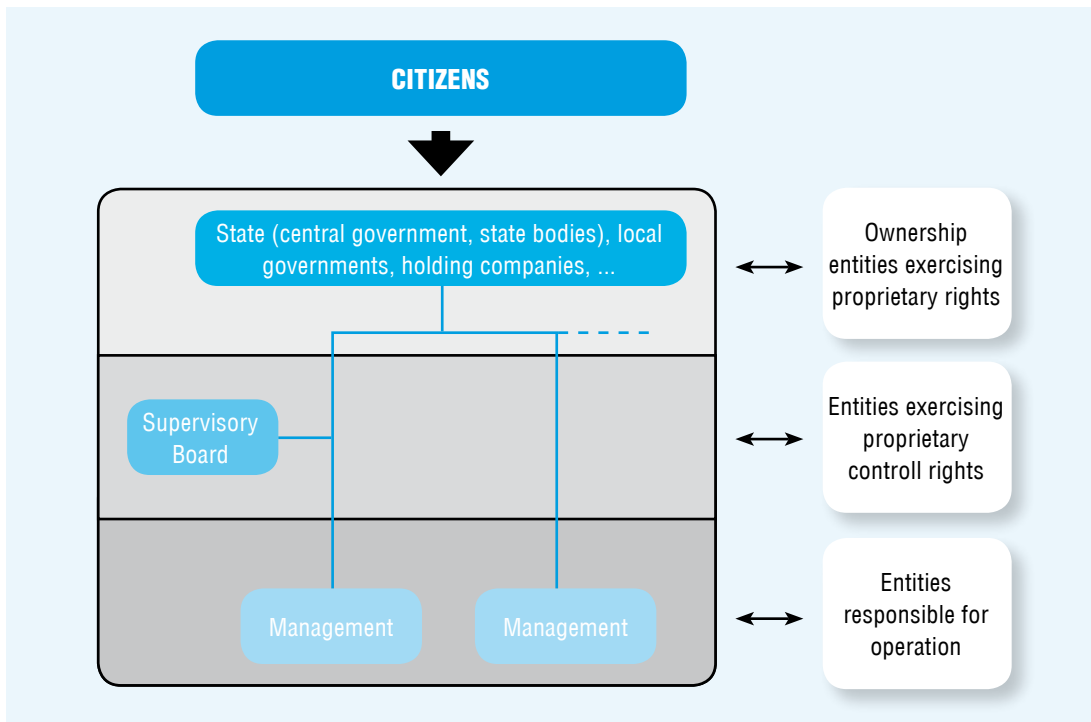 CITIZENS
State (central government, state bodies), local
governments, holding companies, ...
Ownership
entities exercising
proprietary rights
Supervisory
Board
Entities exercising
proprietary
controll rights
Management
Management
Entities
responsible for
operation